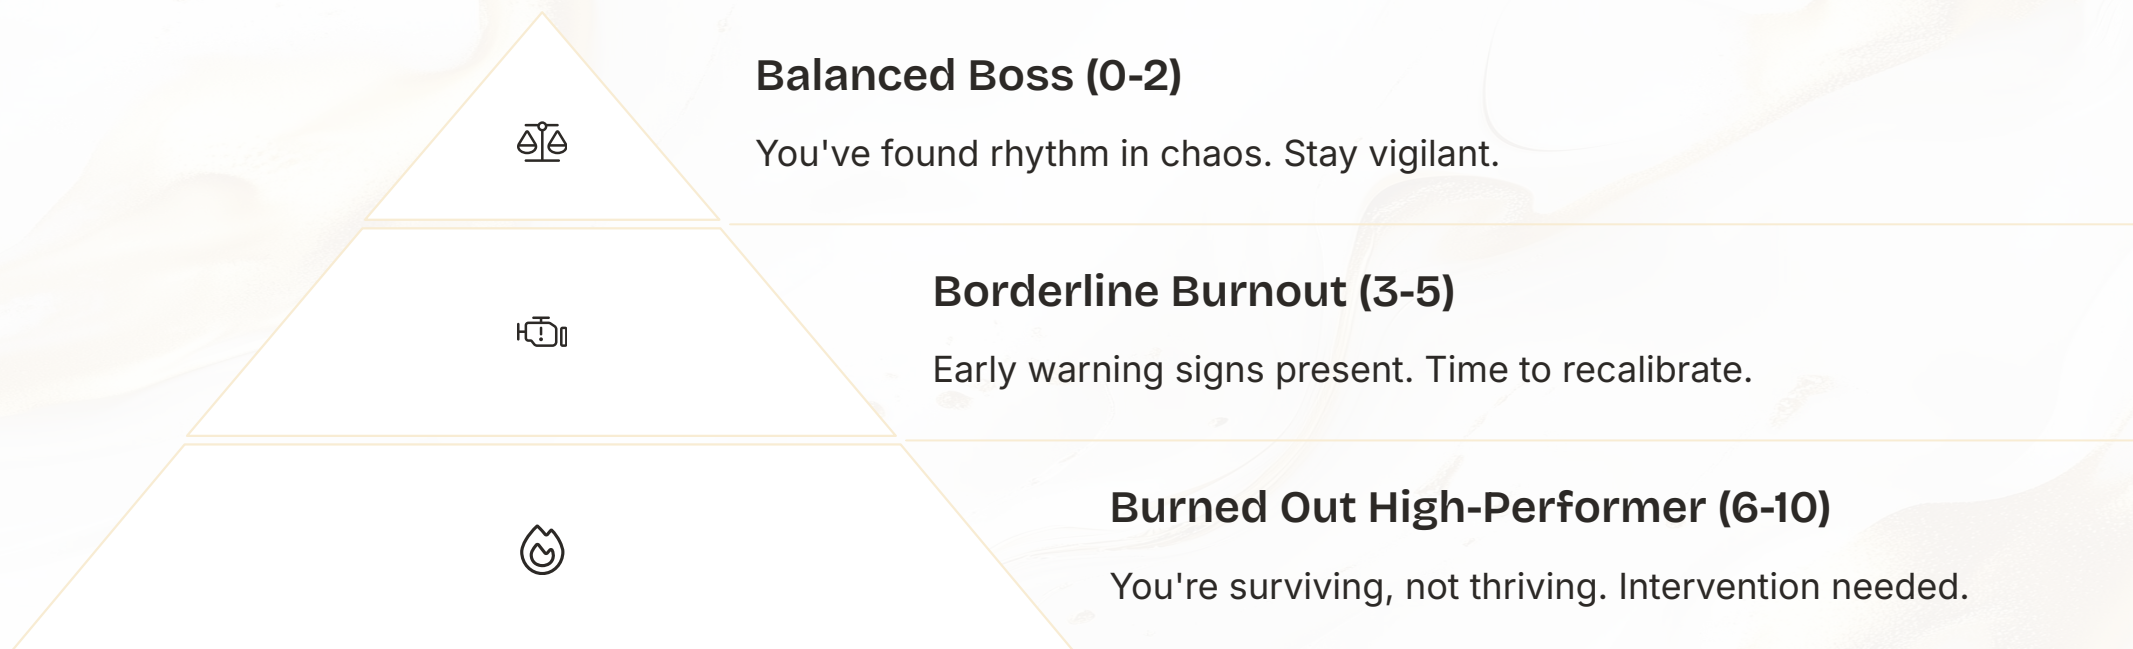 Balanced Boss (0-2)
You've found rhythm in chaos. Stay vigilant.
Borderline Burnout (3-5)
Early warning signs present. Time to recalibrate.
Burned Out High-Performer (6-10)
You're surviving, not thriving. Intervention needed.